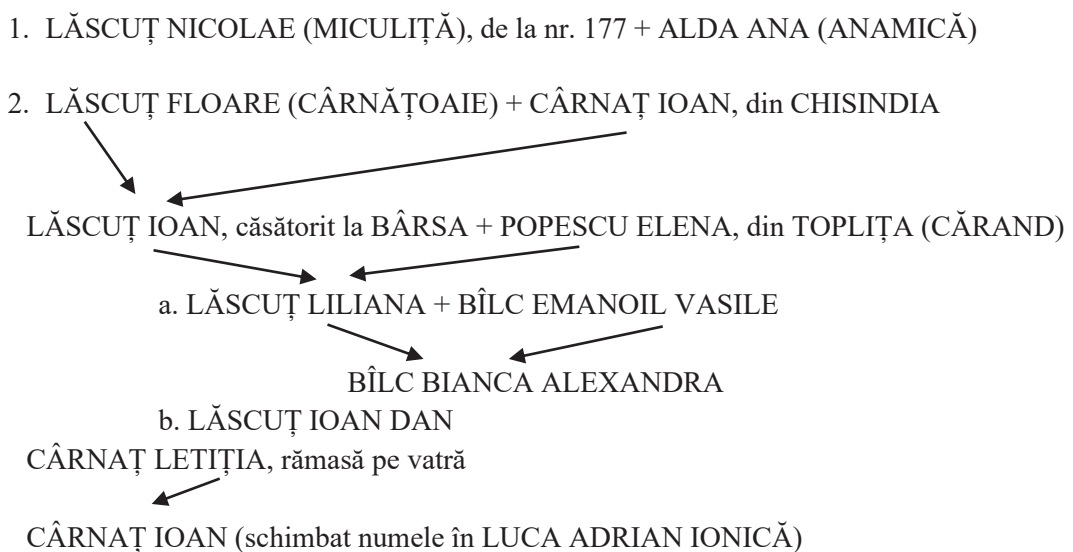 1. LĂSCUȚ NICOLAE (MICULIȚĂ), de la nr. 177 + ALDA ANA (ANAMICĂ)
2. LĂSCUȚ FLOARE (CÂRNĂȚOAIE) + CÂRNAȚ IOAN, din CHISINDIA
LĂSCUȚ IOAN, căsătorit la BÂRSA + POPESCU ELENA, din TOPLIȚA (CĂRAND)
a. LĂSCUȚ LILIANA + BÎLC EMANOIL VASILE
BÎLC BIANCA ALEXANDRA
b. LĂSCUȚ IOAN DAN
CÂRNAȚ LETIȚIA, rămasă pe vatră
CÂRNAȚ IOAN (schimbat numele în LUCA ADRIAN IONICĂ)